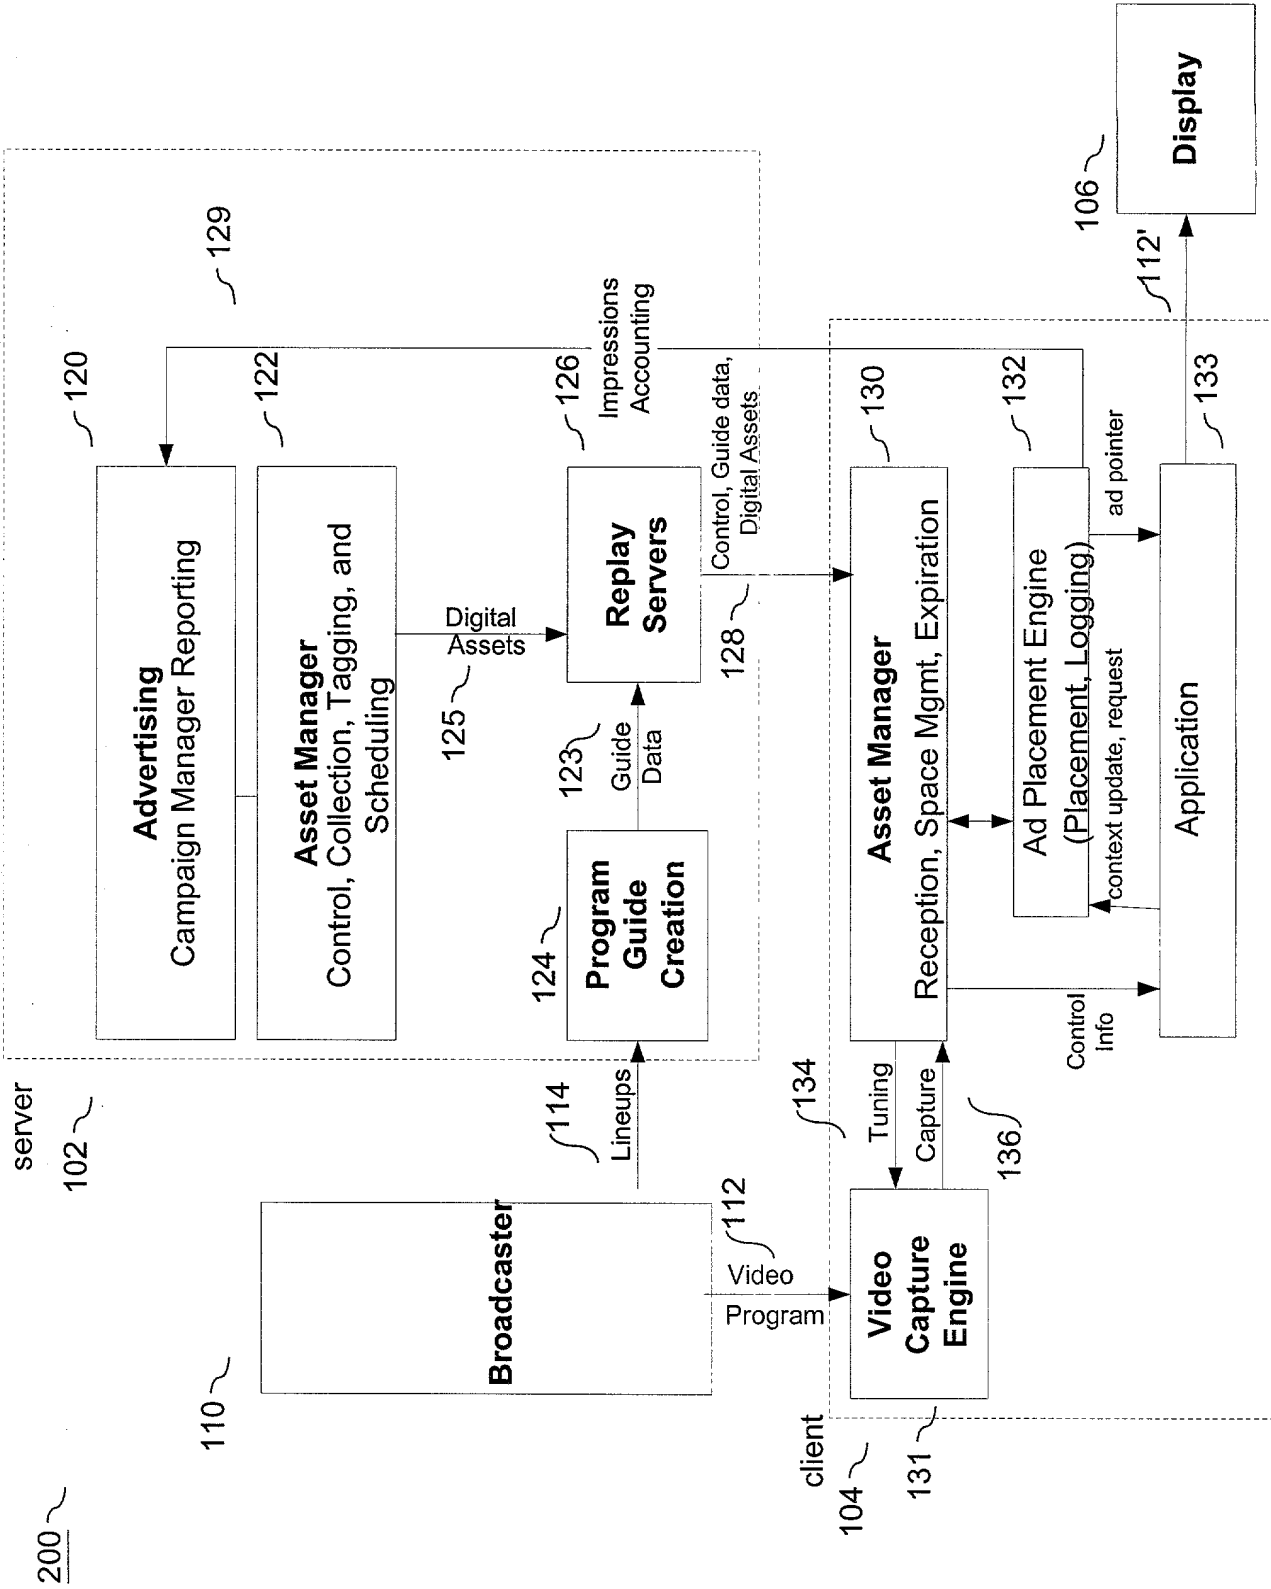 200
server
102
120
Advertising
Campaign Manager Reporting
129
122
Asset Manager
Control, Collection, Tagging, and
Scheduling
110
Broadcaster
114
Lineups
124
Program
Guide
Creation
123
Guide
Data
125
Digital
Assets
126
Replay
Servers
Impressions
Accounting
128
Control, Guide data,
Digital Assets
112
Video
Program
client
104
131
Video
Capture
Engine
134
Tuning
Capture
136
130
Asset Manager
Reception, Space Mgmt, Expiration
132
Ad Placement Engine
(Placement, Logging)
Control
Info
context update, request
ad pointer
133
Application
112'
106
Display